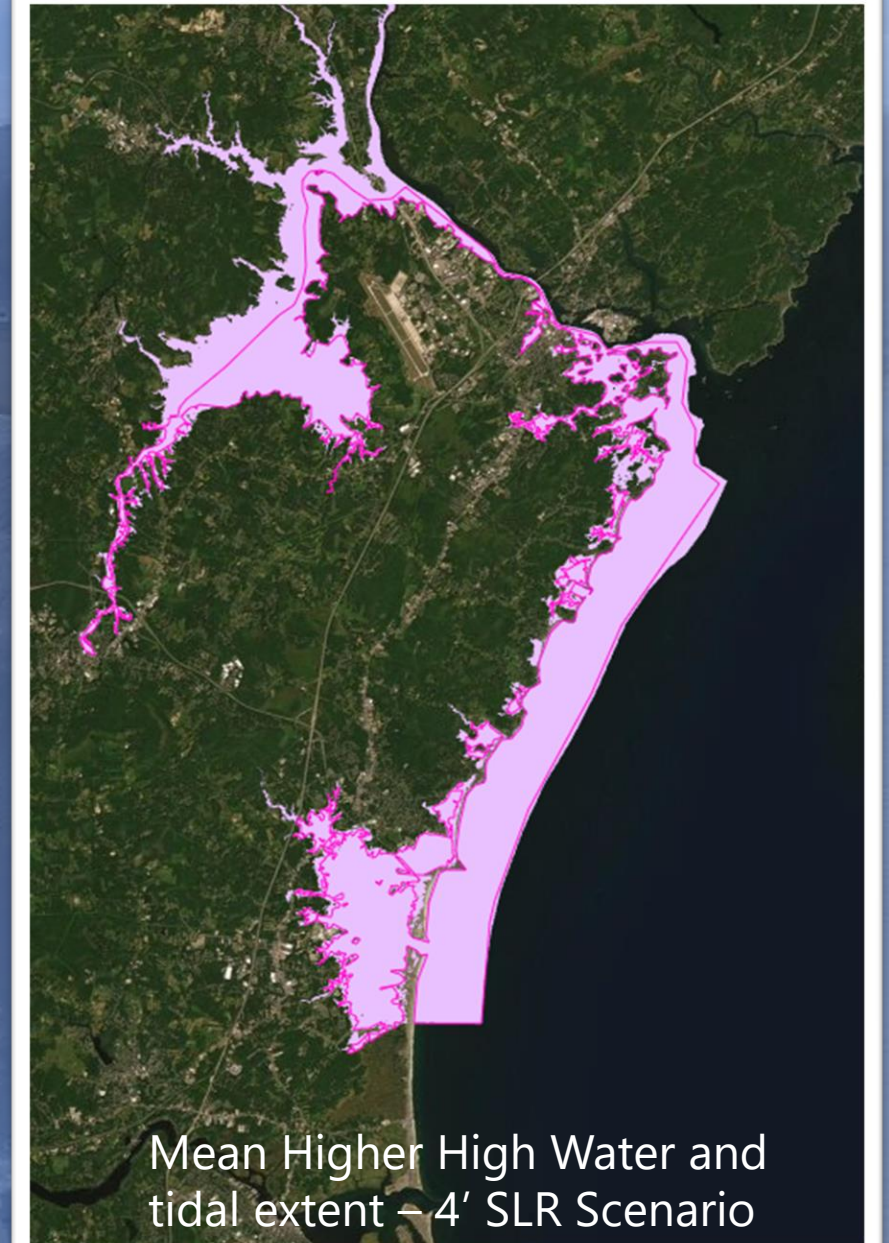 Mean Higher High Water and
tidal extent – 4’ SLR Scenario